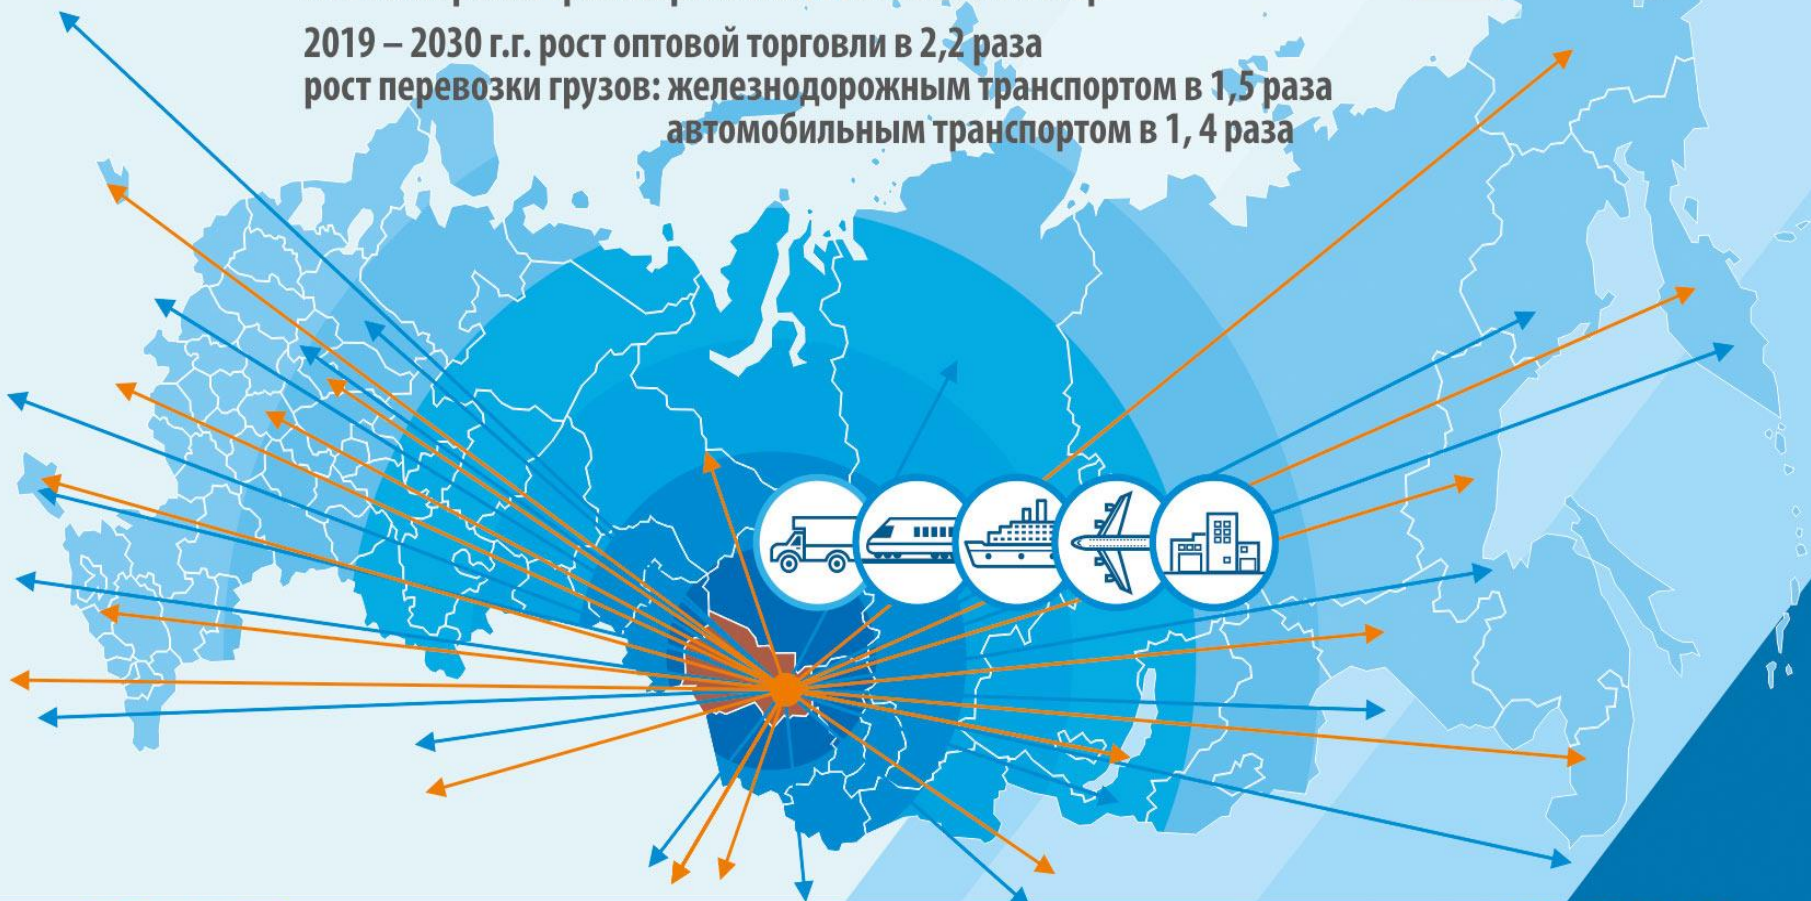 2019 – 2030 г.г. рост оптовой торговли в 2,2 раза
рост перевозки грузов: железнодорожным транспортом в 1,5 раза
автомобильным транспортом в 1, 4 раза